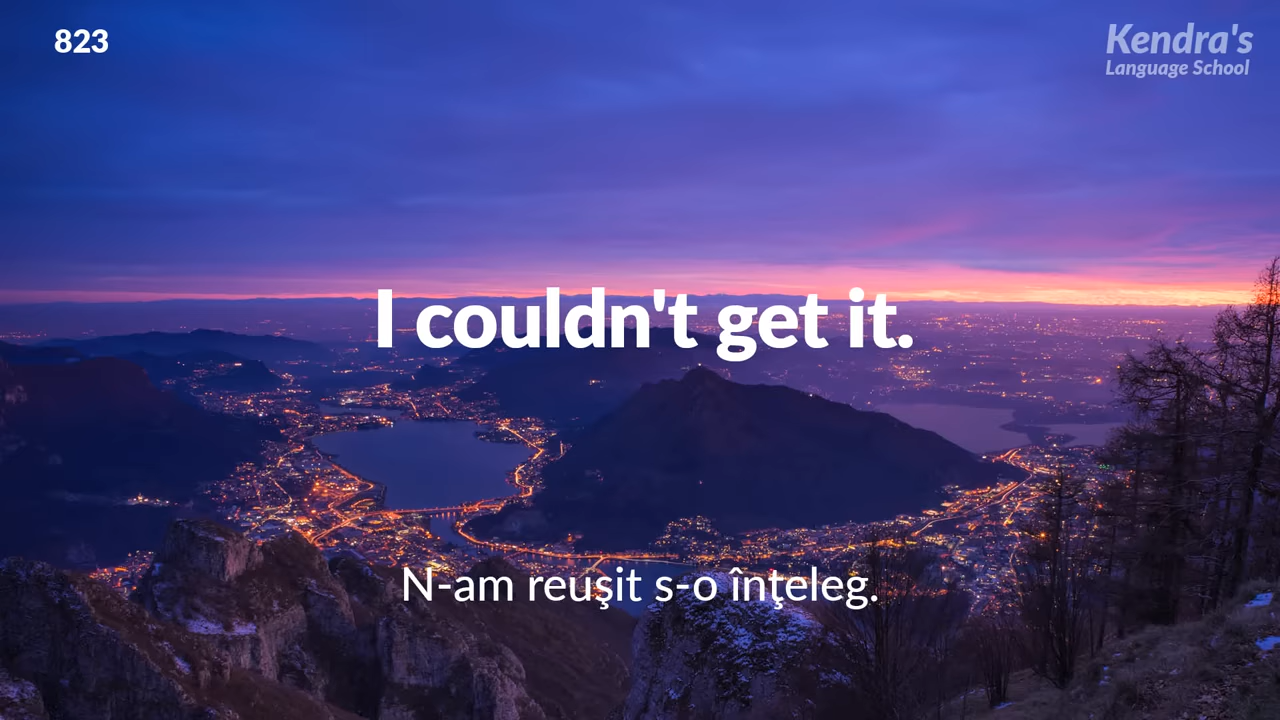 823
Kendra's
Language School
I couldn't get it.
N-am reuşit s-o înţeleg.